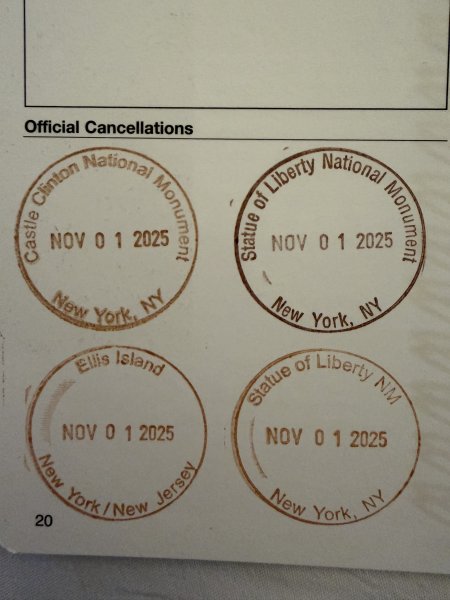 Official Cancellations
Castle Clinton National Monument
NOV 0 1 2025
New York, NY
Statue of Liberty National Monument
NOV 0 1 2025
New York, NY
Ellis Island
NOV 0 1 2025
New York/New Jersey
Statue of Liberty NM
NOV 0 1 2025
New York, NY
20